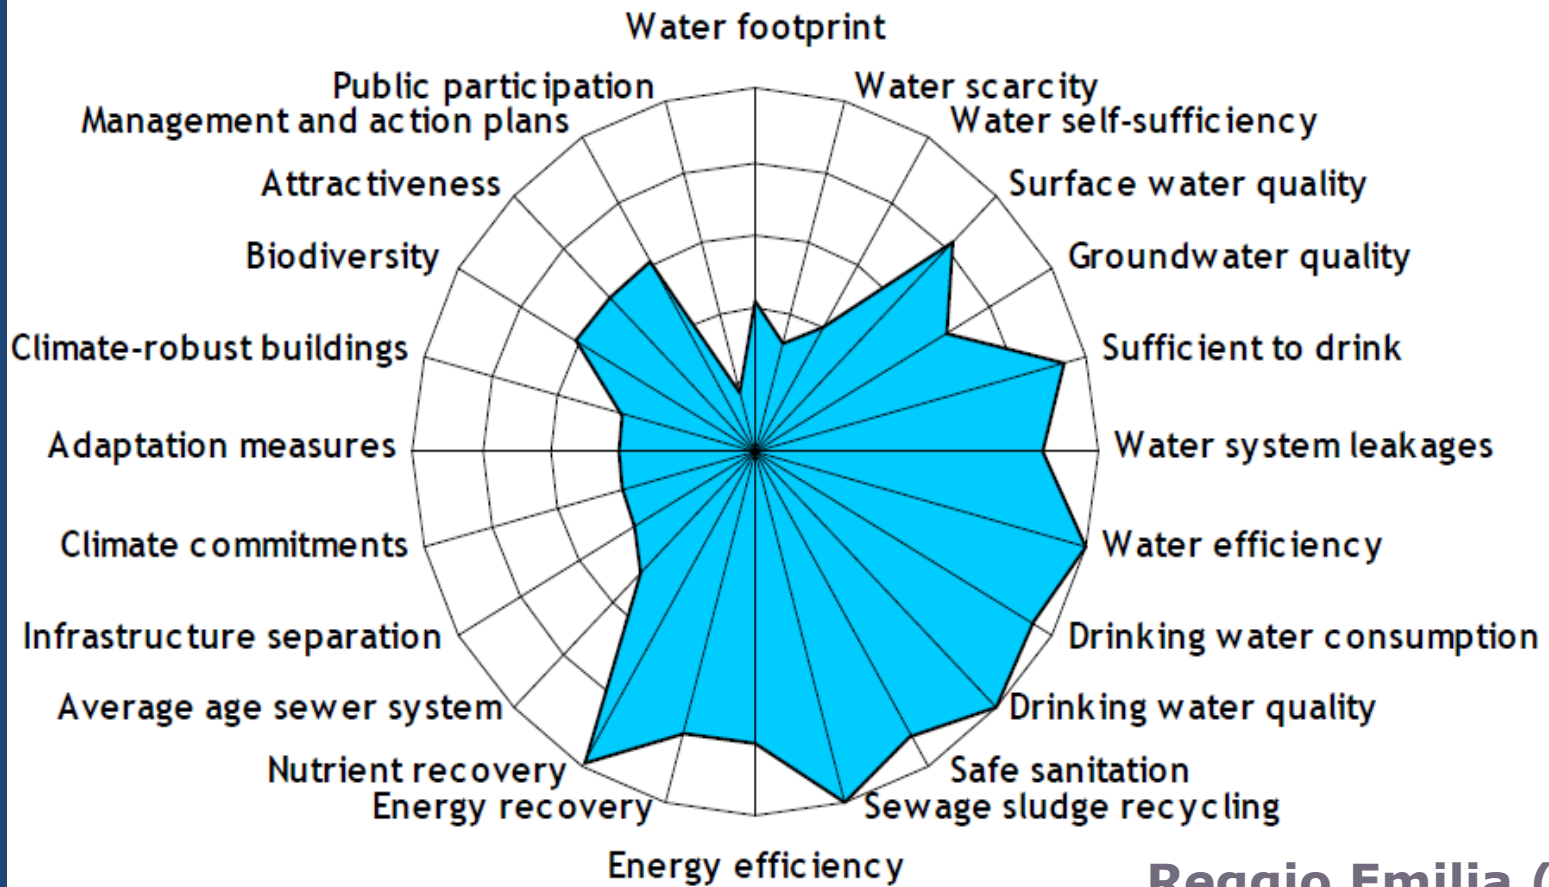 Water footprint
Public participation
Water scarcity
Management and action plans
Water self-sufficiency
Attractiveness
Surface water quality
Biodiversity
Groundwater quality
Climate-robust buildings
Sufficient to drink
Adaptation measures
Water system leakages
Climate commitments
Water efficiency
Infrastructure separation
Drinking water consumption
Average age sewer system
Drinking water quality
Nutrient recovery
Safe sanitation
Energy recovery
Sewage sludge recycling
Energy efficiency
Reggio Emilia (